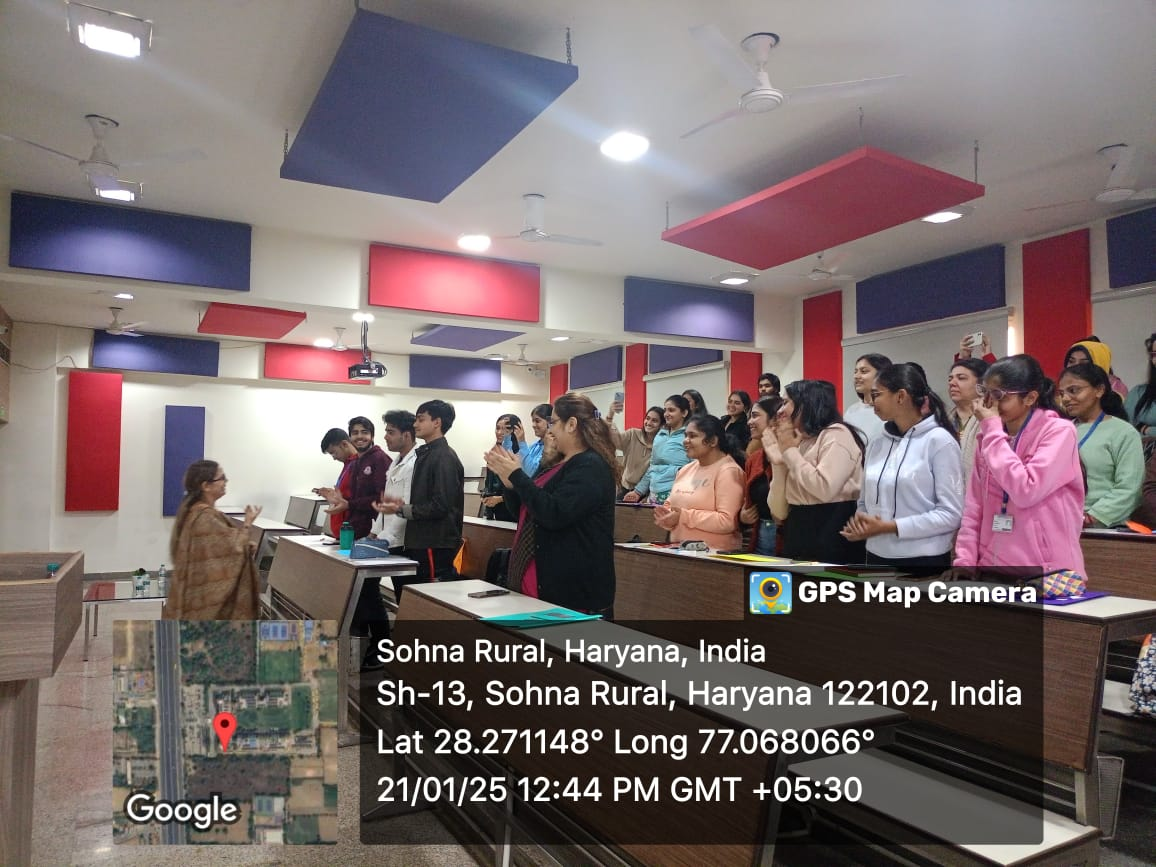 GPS Map Camera
Sohna Rural, Haryana, India
Sh-13, Sohna Rural, Haryana 122102, India
Lat 28.271148° Long 77.068066°
21/01/25 12:44 PM GMT +05:30
Google